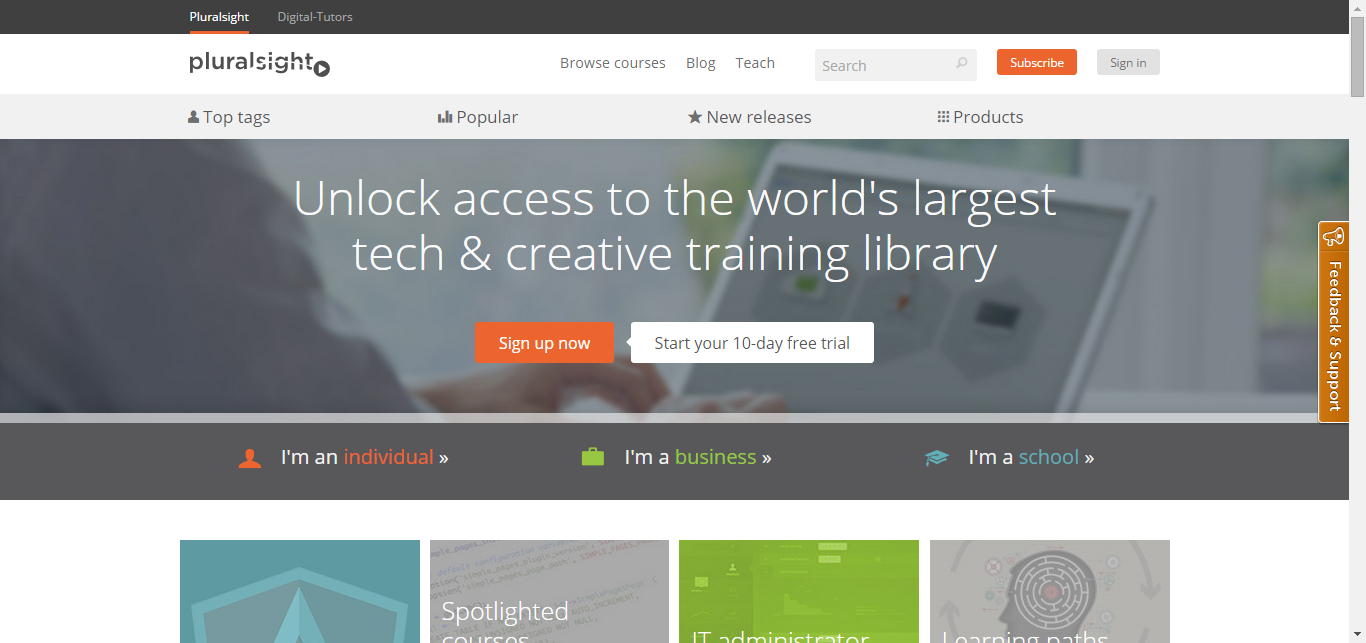 Pluralsight Digital-Tutors
pluralsight
Browse courses Blog Teach Search Subscribe Sign in
Top tags Popular New releases Products
Unlock access to the world's largest
tech & creative training library
Sign up now Start your 10-day free trial
Feedback & Support
I'm an individual » I'm a business » I'm a school »
Spotlighted
courses
IT administrator
Learning paths